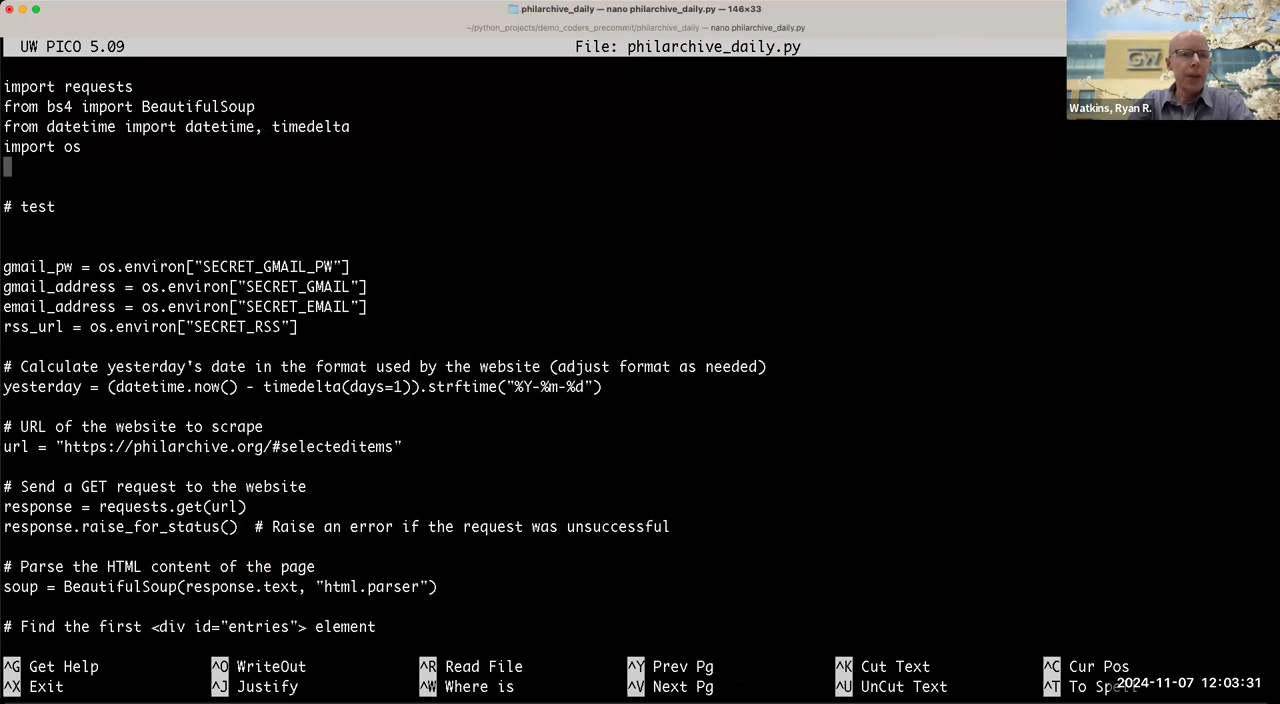 philarchive_daily — nano philarchive_daily.py — 146×33
~/python_projects/demo_coders_precommit/philarchive_daily — nano philarchive_daily.py
UW PICO 5.09 File: philarchive_daily.py
GW
Watkins, Ryan R.
import requests
from bs4 import BeautifulSoup
from datetime import datetime, timedelta
import os
# test
gmail_pw = os.environ["SECRET_GMAIL_PW"]
gmail_address = os.environ["SECRET_GMAIL"]
email_address = os.environ["SECRET_EMAIL"]
rss_url = os.environ["SECRET_RSS"]
# Calculate yesterday's date in the format used by the website (adjust format as needed)
yesterday = (datetime.now() - timedelta(days=1)).strftime("%Y-%m-%d")
# URL of the website to scrape
url = "https://philarchive.org/#selecteditems"
# Send a GET request to the website
response = requests.get(url)
response.raise_for_status()  # Raise an error if the request was unsuccessful
# Parse the HTML content of the page
soup = BeautifulSoup(response.text, "html.parser")
# Find the first <div id="entries"> element
^G Get Help ^O WriteOut ^R Read File ^Y Prev Pg ^K Cut Text ^C Cur Pos
^X Exit ^J Justify ^W Where is ^V Next Pg ^U UnCut Text ^T To Spell
2024-11-07 12:03:31